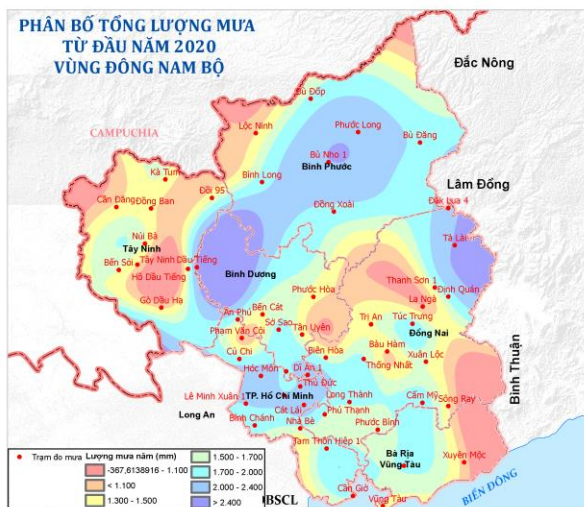 PHÂN BỐ TỔNG LƯỢNG MƯA
TỪ ĐẦU NĂM 2020
VÙNG ĐÔNG NAM BỘ
Đắc Nông
Bù Đốp
CAMPUCHIA
Lộc Ninh
Phước Long
Bù Đăng
Bù Nho 1
Bình Phước
Kà Tum
Bình Long
Lâm Đồng
Đồi 95
Cần Đăng
Đồng Ban
Đồng Xoài
Đắk Lua 4
Núi Bà
Tây Ninh
Tà Lài
Bến Sỏi
Tây Ninh
Dầu Tiếng
Hồ Dầu Tiếng
Bình Dương
Thanh Sơn 1
Định Quán
Gò Dầu Hạ
Phước Hòa
La Ngà
An Phú
Bến Cát
Sở Sao
Trị An
Túc Trưng
Phạm Văn Cội
Tân Uyên
Đồng Nai
Củ Chi
Biên Hòa
Bàu Hàm
Thống Nhất
Xuân Lộc
Bình Thuận
Hóc Môn
Dĩ An 1
Thủ Đức
Lê Minh Xuân 1
TP. Hồ Chí Minh
Cát Lái
Long Thành
Cẩm Mỹ
Sông Ray
Long An
Bình Chánh
Nhà Bè
Phú Thạnh
Phước Bình
Tam Thôn Hiệp 1
Bà Rịa
Vũng Tàu
Xuyên Mộc
Cần Giờ
Vũng Tàu
BIỂN ĐÔNG
BSCL
Trạm đo mưa
Lượng mưa năm (mm)
-367,6138916 - 1.100
< 1.100
1.300 - 1.500
1.500 - 1.700
1.700 - 2.000
2.000 - 2.400
> 2.400